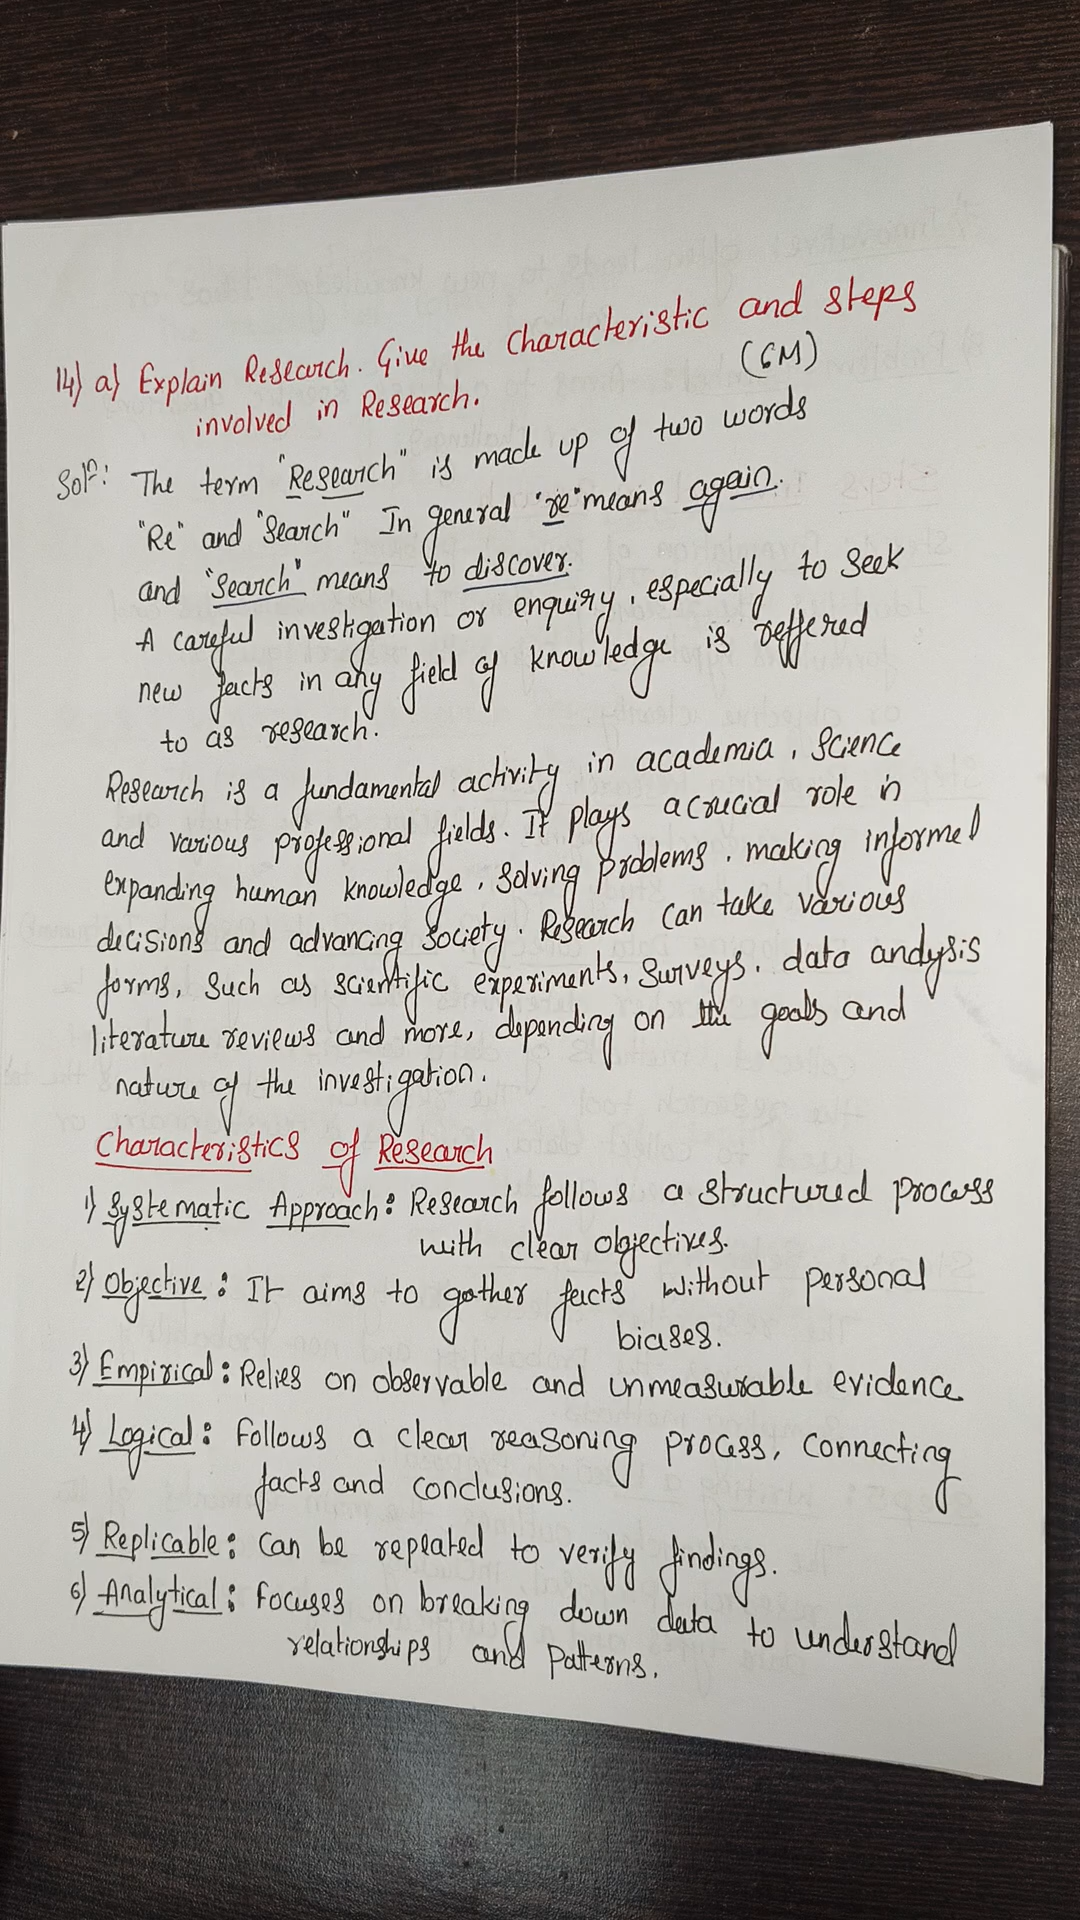 14) a) Explain Research. Give the Characteristic and steps
involved in Research. (6M)
Solⁿ: The term "Research" is made up of two words
"Re" and "Search" In general "re" means again.
and "Search" means to discover.
A careful investigation or enquiry, especially to seek
new facts in any field of knowledge is reffered
to as research.
Research is a fundamental activity in academia, science
and various professional fields. It plays a crucial role in
expanding human knowledge, solving problems, making informed
decisions and advancing society. Research can take various
forms, such as scientific experiments, surveys, data analysis
literature reviews and more, depending on the goals and
nature of the investigation.
Characteristics of Research
1) Systematic Approach: Research follows a structured process
with clear objectives.
2) Objective: It aims to gather facts without personal
biases.
3) Empirical: Relies on observable and unmeasurable evidence
4) Logical: Follows a clear reasoning process, connecting
facts and conclusions.
5) Replicable: Can be repeated to verify findings.
6) Analytical: Focuses on breaking down data to understand
relationships and patterns.